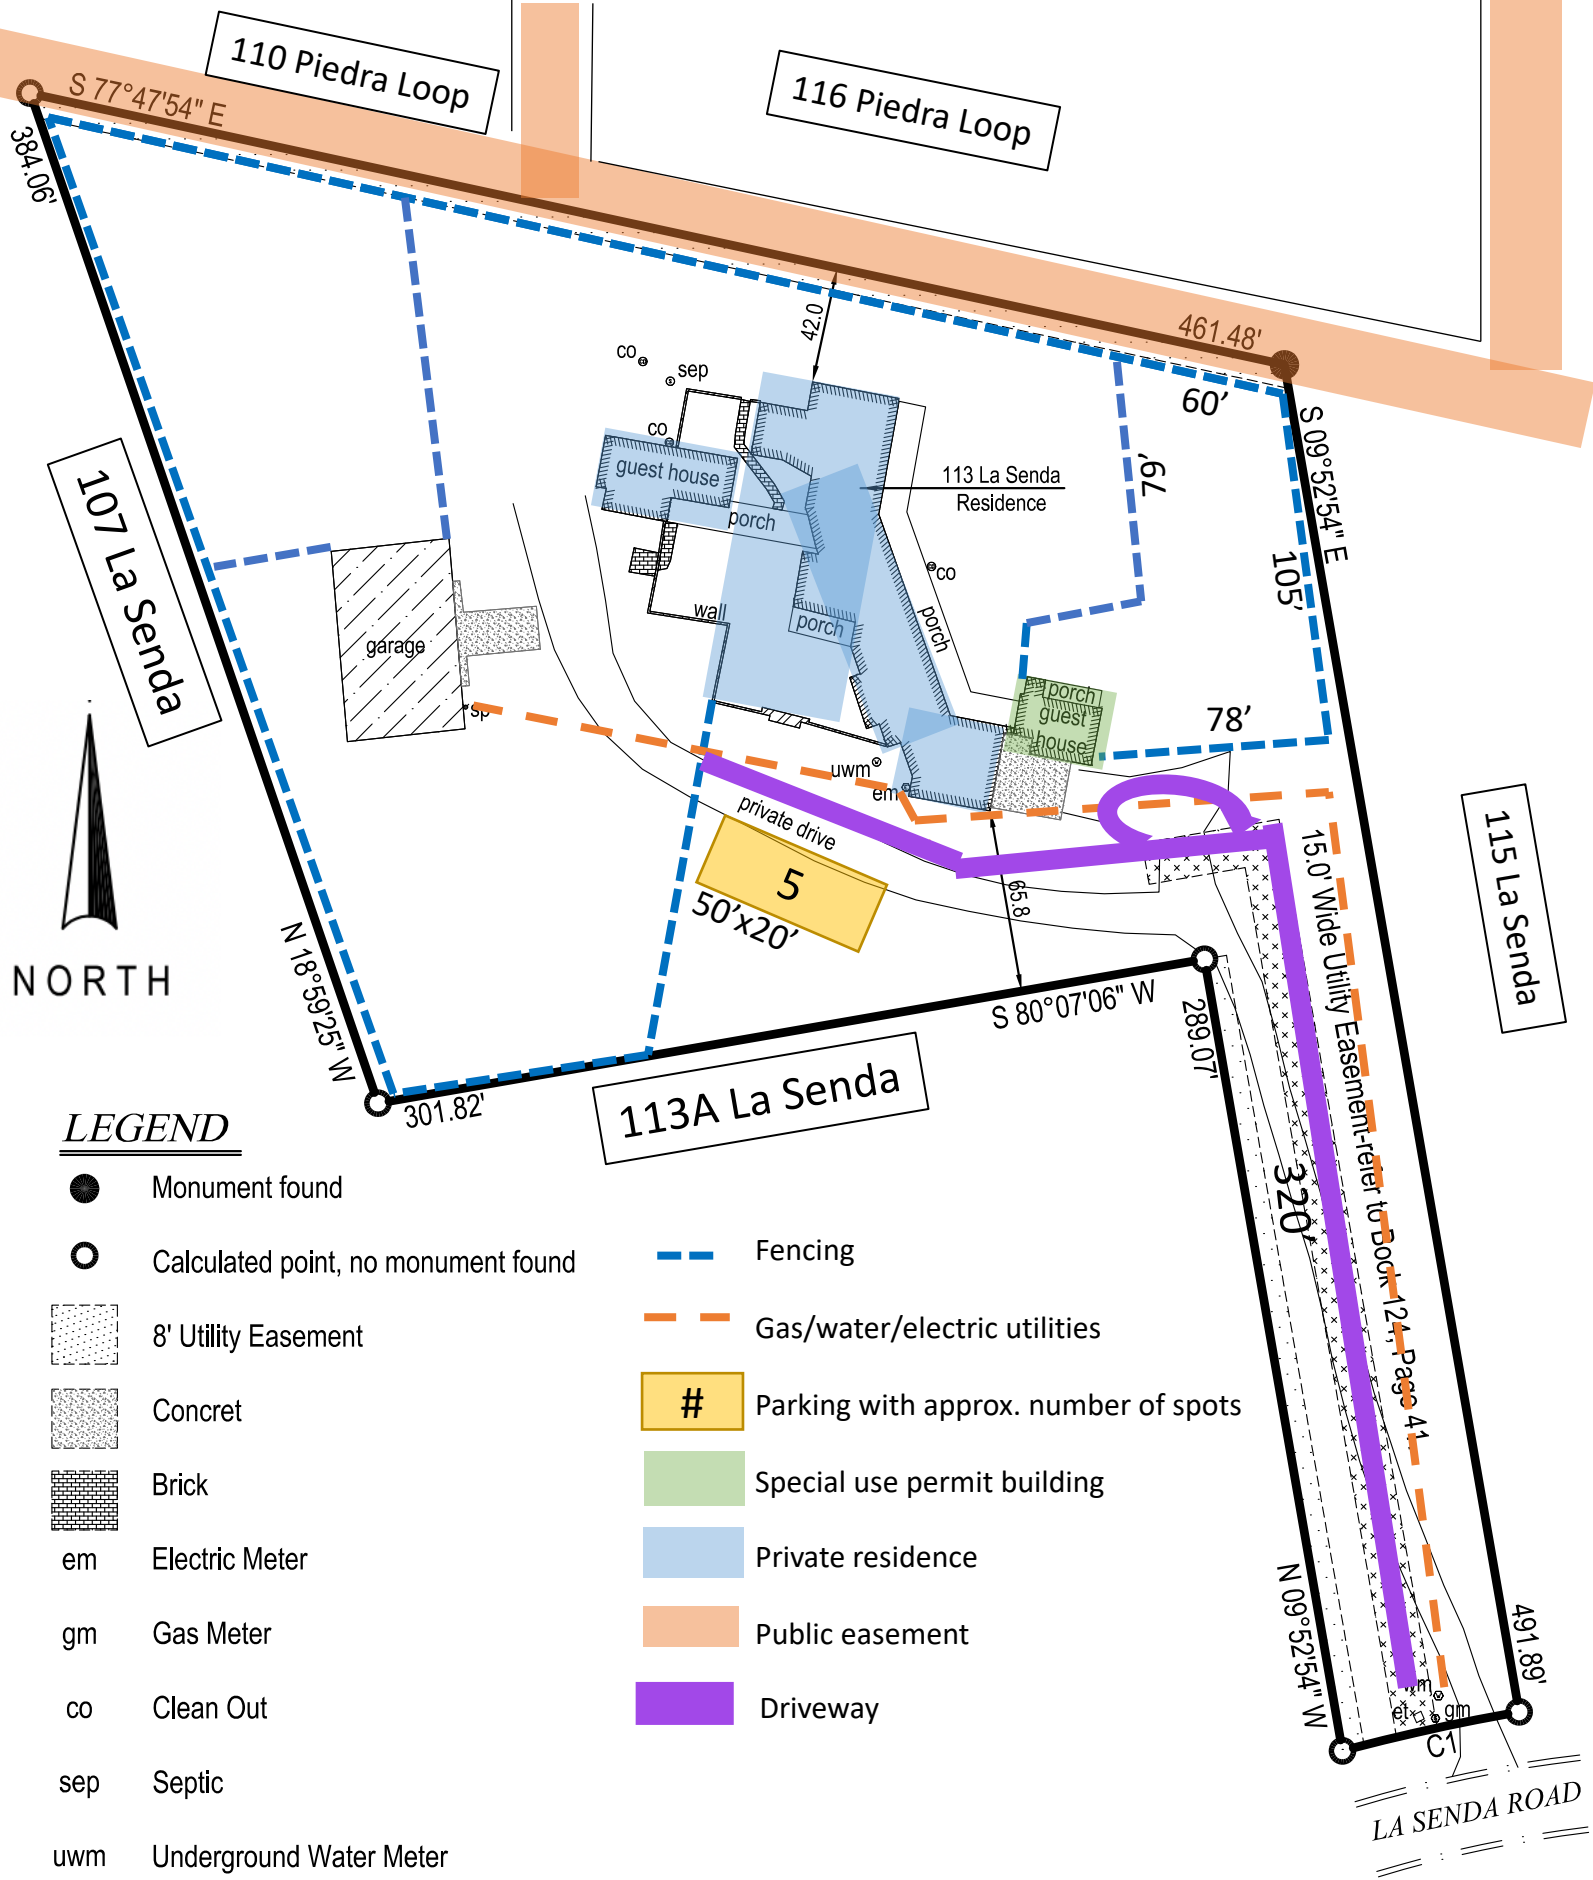 110 Piedra Loop
116 Piedra Loop
S 77°47'54" E
384.06'
461.48'
42.0
60'
79'
S 09°52'54" E
105'
co
sep
co
guest house
porch
113 La Senda
Residence
co
wall
porch
porch
107 La Senda
garage
sp
porch
guest
house
78'
uwm
em
private drive
5
50'x20'
65.8
15.0' Wide Utility Easement-refer to Book 124, Page 41
115 La Senda
NORTH
N 18°59'25" W
S 80°07'06" W
289.07'
301.82'
113A La Senda
320'
N 09°52'54" W
491.89'
et
gm
C1
LA SENDA ROAD
LEGEND
Monument found
Calculated point, no monument found
8' Utility Easement
Concret
Brick
em Electric Meter
gm Gas Meter
co Clean Out
sep Septic
uwm Underground Water Meter
Fencing
Gas/water/electric utilities
# Parking with approx. number of spots
Special use permit building
Private residence
Public easement
Driveway